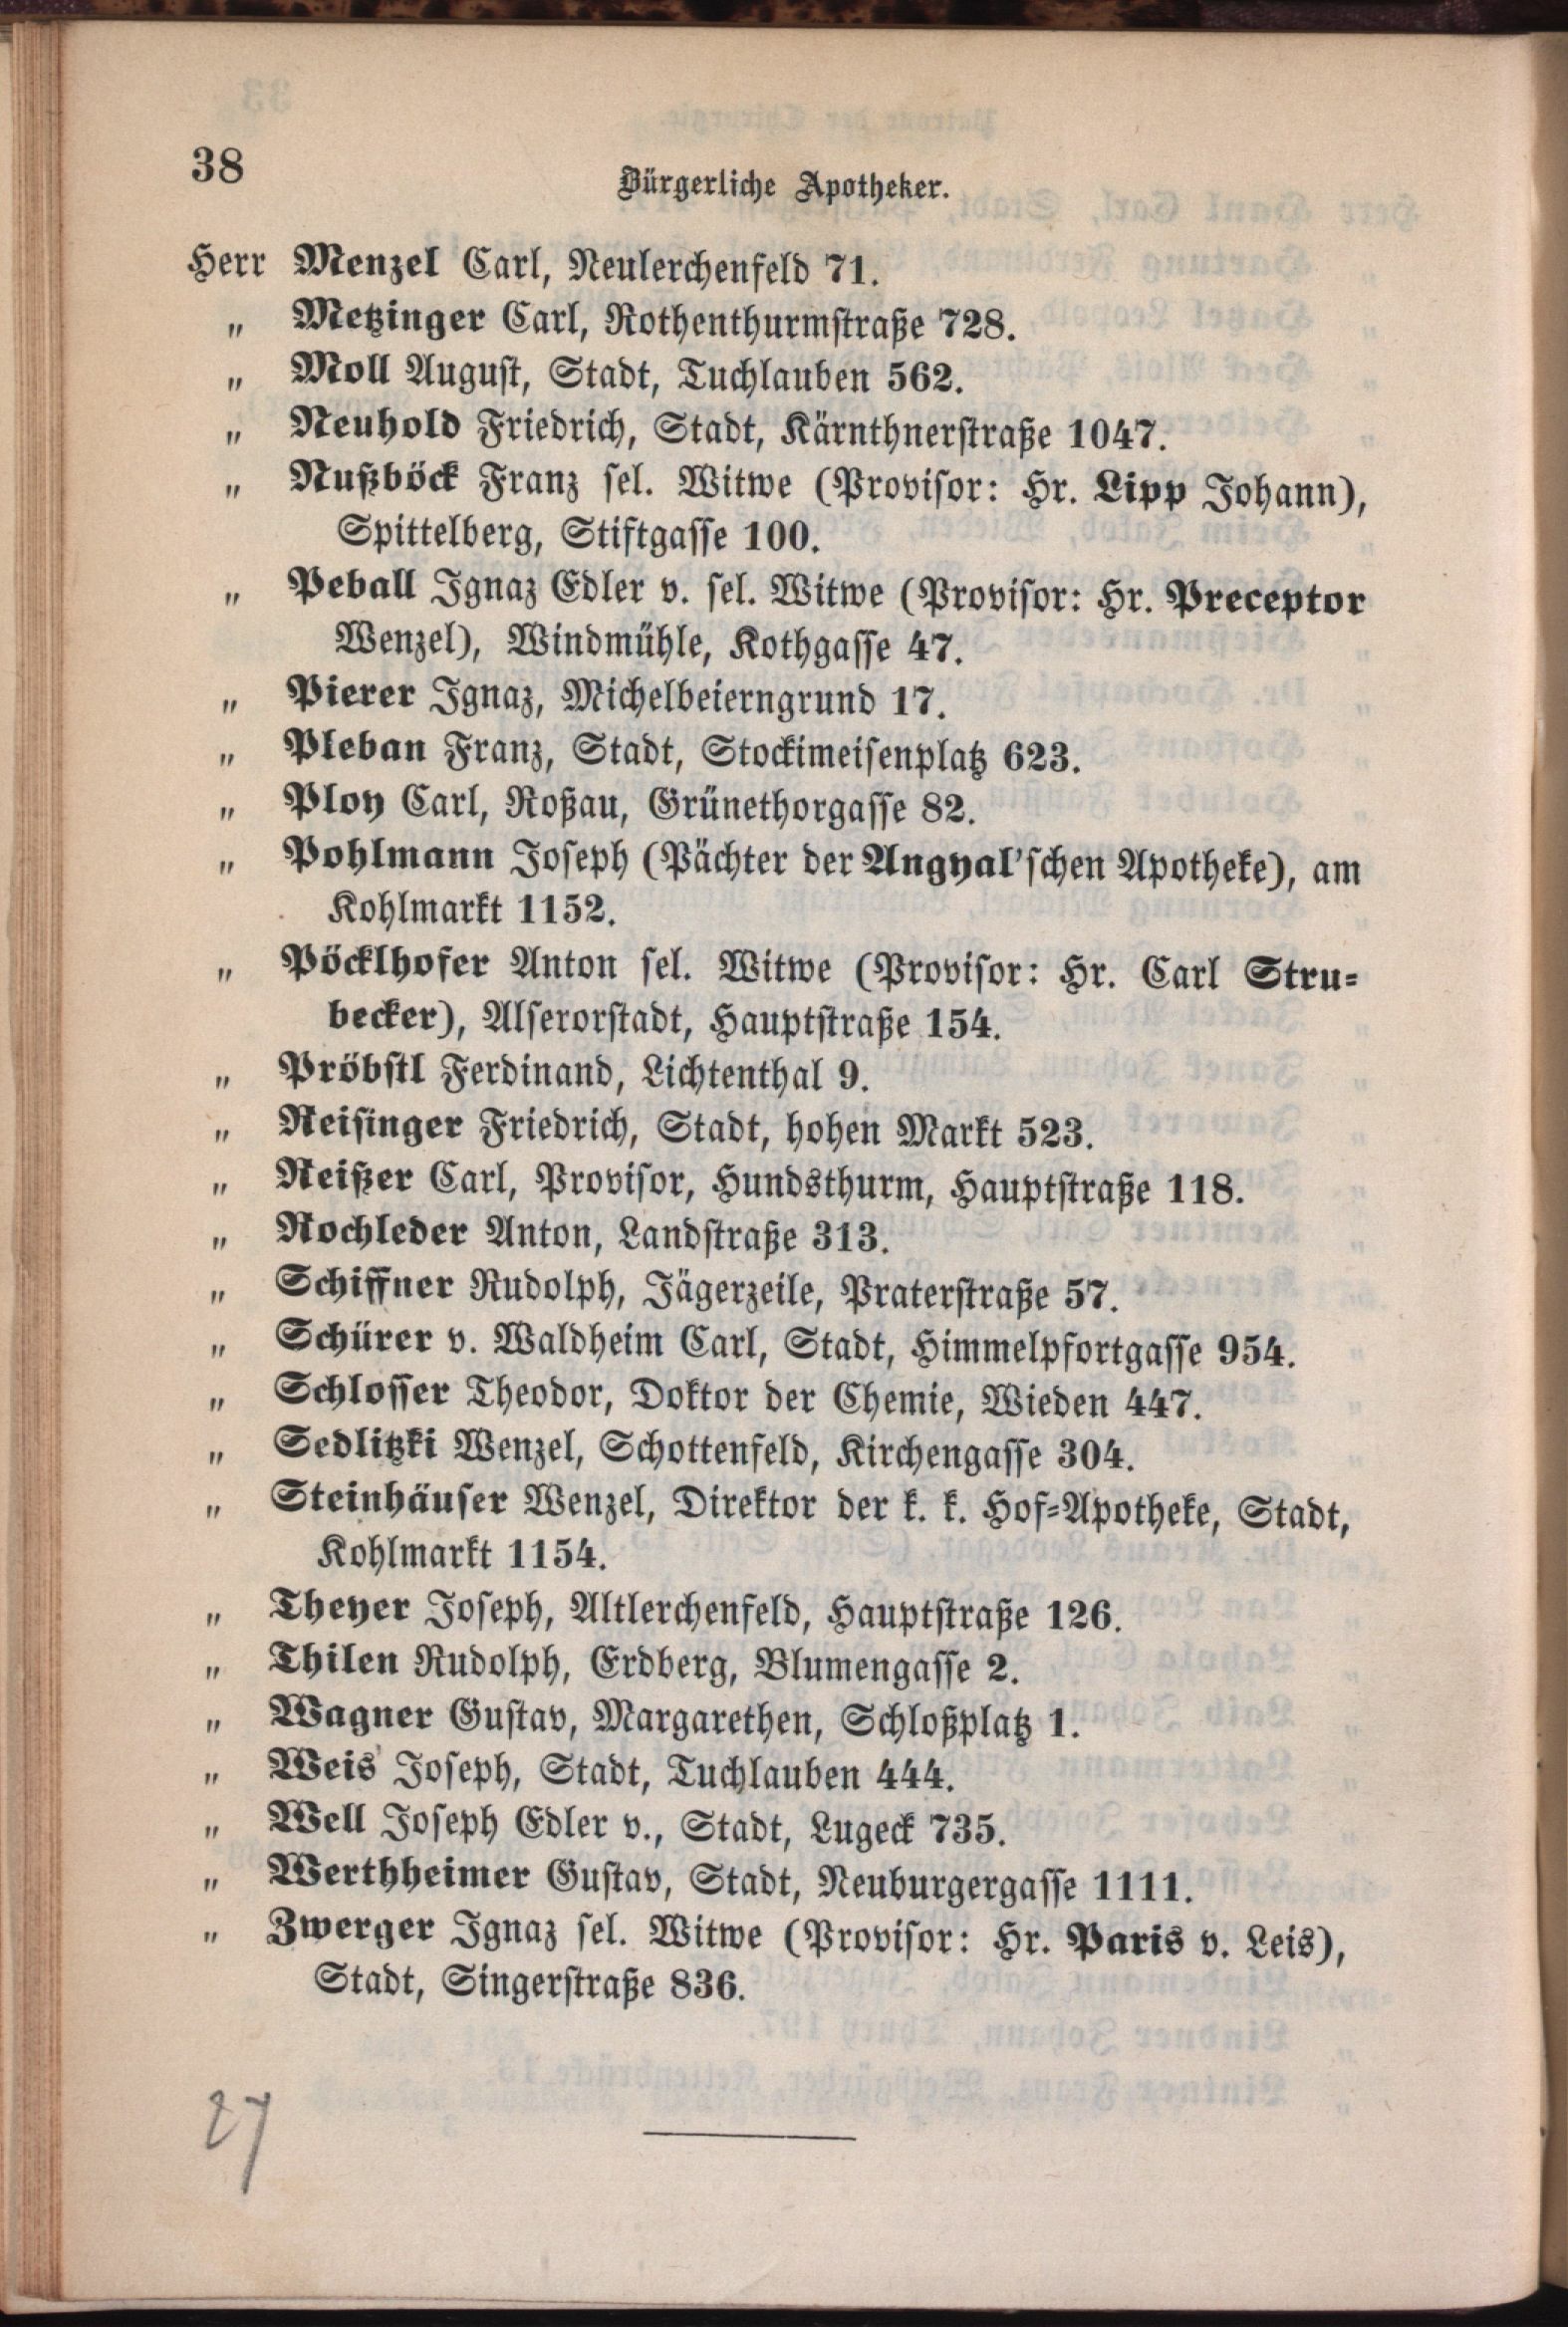 38
Bürgerliche Apotheker.
Herr Menzel Carl, Neulerchenfeld 71.
„ Metzinger Carl, Rothenthurmstraße 728.
„ Moll August, Stadt, Tuchlauben 562.
„ Neuhold Friedrich, Stadt, Kärnthnerstraße 1047.
„ Nußböck Franz sel. Witwe (Provisor: Hr. Lipp Johann),
Spittelberg, Stiftgasse 100.
„ Peball Ignaz Edler v. sel. Witwe (Provisor: Hr. Preceptor
Wenzel), Windmühle, Kothgasse 47.
„ Pierer Ignaz, Michelbeierngrund 17.
„ Pleban Franz, Stadt, Stockimeisenplatz 623.
„ Ploy Carl, Roßau, Grünethorgasse 82.
„ Pohlmann Joseph (Pächter der Angyal'schen Apotheke), am
Kohlmarkt 1152.
„ Pöcklhofer Anton sel. Witwe (Provisor: Hr. Carl Stru-
becker), Alserorstadt, Hauptstraße 154.
„ Pröbstl Ferdinand, Lichtenthal 9.
„ Reisinger Friedrich, Stadt, hohen Markt 523.
„ Reißer Carl, Provisor, Hundsthurm, Hauptstraße 118.
„ Rochleder Anton, Landstraße 313.
„ Schiffner Rudolph, Jägerzeile, Praterstraße 57.
„ Schürer v. Waldheim Carl, Stadt, Himmelpfortgasse 954.
„ Schlosser Theodor, Doktor der Chemie, Wieden 447.
„ Sedlitzki Wenzel, Schottenfeld, Kirchengasse 304.
„ Steinhäuser Wenzel, Direktor der k. k. Hof-Apotheke, Stadt,
Kohlmarkt 1154.
„ Theyer Joseph, Altlerchenfeld, Hauptstraße 126.
„ Thilen Rudolph, Erdberg, Blumengasse 2.
„ Wagner Gustav, Margarethen, Schloßplatz 1.
„ Weis Joseph, Stadt, Tuchlauben 444.
„ Well Joseph Edler v., Stadt, Lugeck 735.
„ Werthheimer Gustav, Stadt, Neuburgergasse 1111.
„ Zwerger Ignaz sel. Witwe (Provisor: Hr. Paris v. Leis),
Stadt, Singerstraße 836.
27